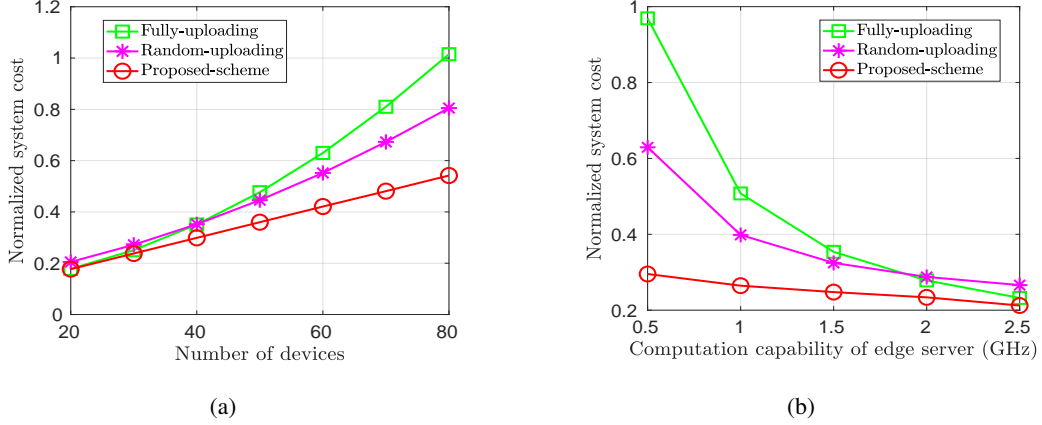 Normalized system cost
1.2
1
0.8
0.6
0.4
0.2
0
20
40
60
80
Number of devices
Fully-uploading
Random-uploading
Proposed-scheme
(a)
Normalized system cost
1
0.8
0.6
0.4
0.2
0.5
1
1.5
2
2.5
Computation capability of edge server (GHz)
Fully-uploading
Random-uploading
Proposed-scheme
(b)